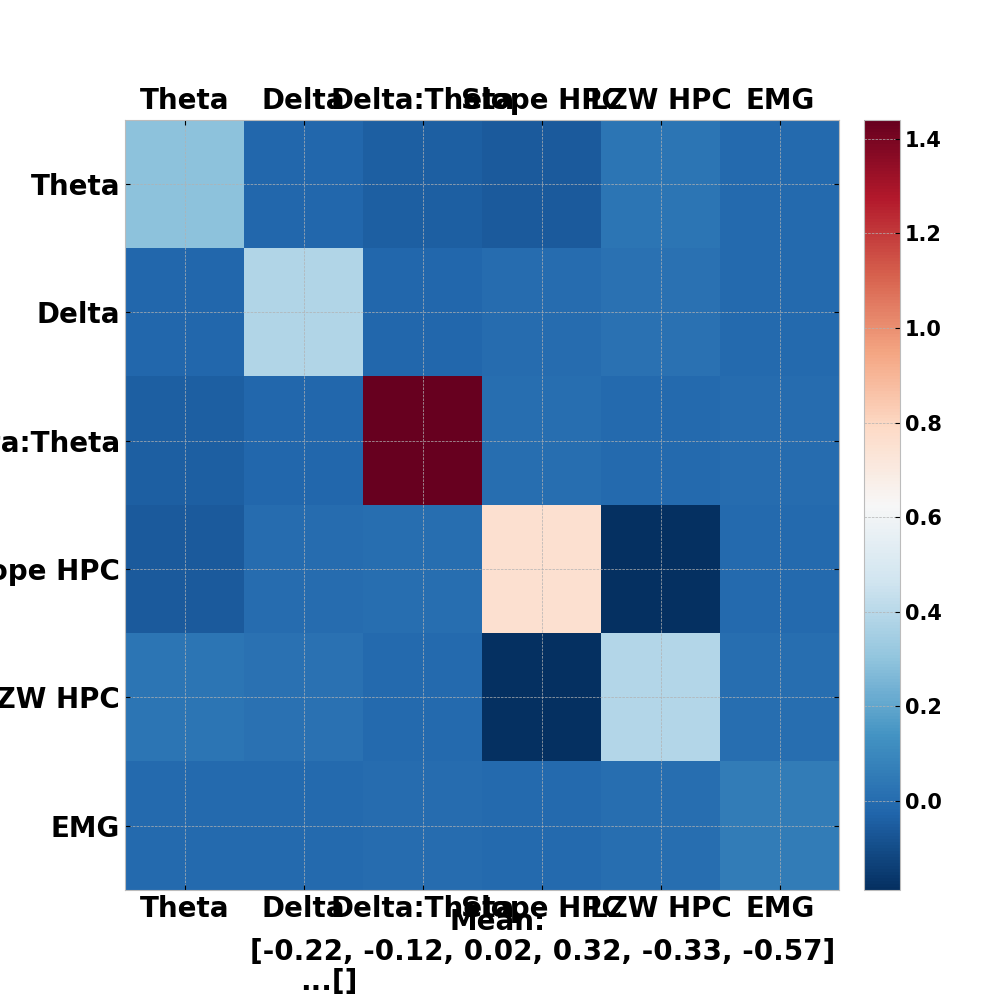 Theta Delta Delta:Theta Slope HPC LZW HPC EMG
Theta
Delta
a:Theta
ope HPC
ZW HPC
EMG
1.4
1.2
1.0
0.8
0.6
0.4
0.2
0.0
Theta Delta Delta:Theta Slope HPC LZW HPC EMG
Mean:
[-0.22, -0.12, 0.02, 0.32, -0.33, -0.57]
...[]